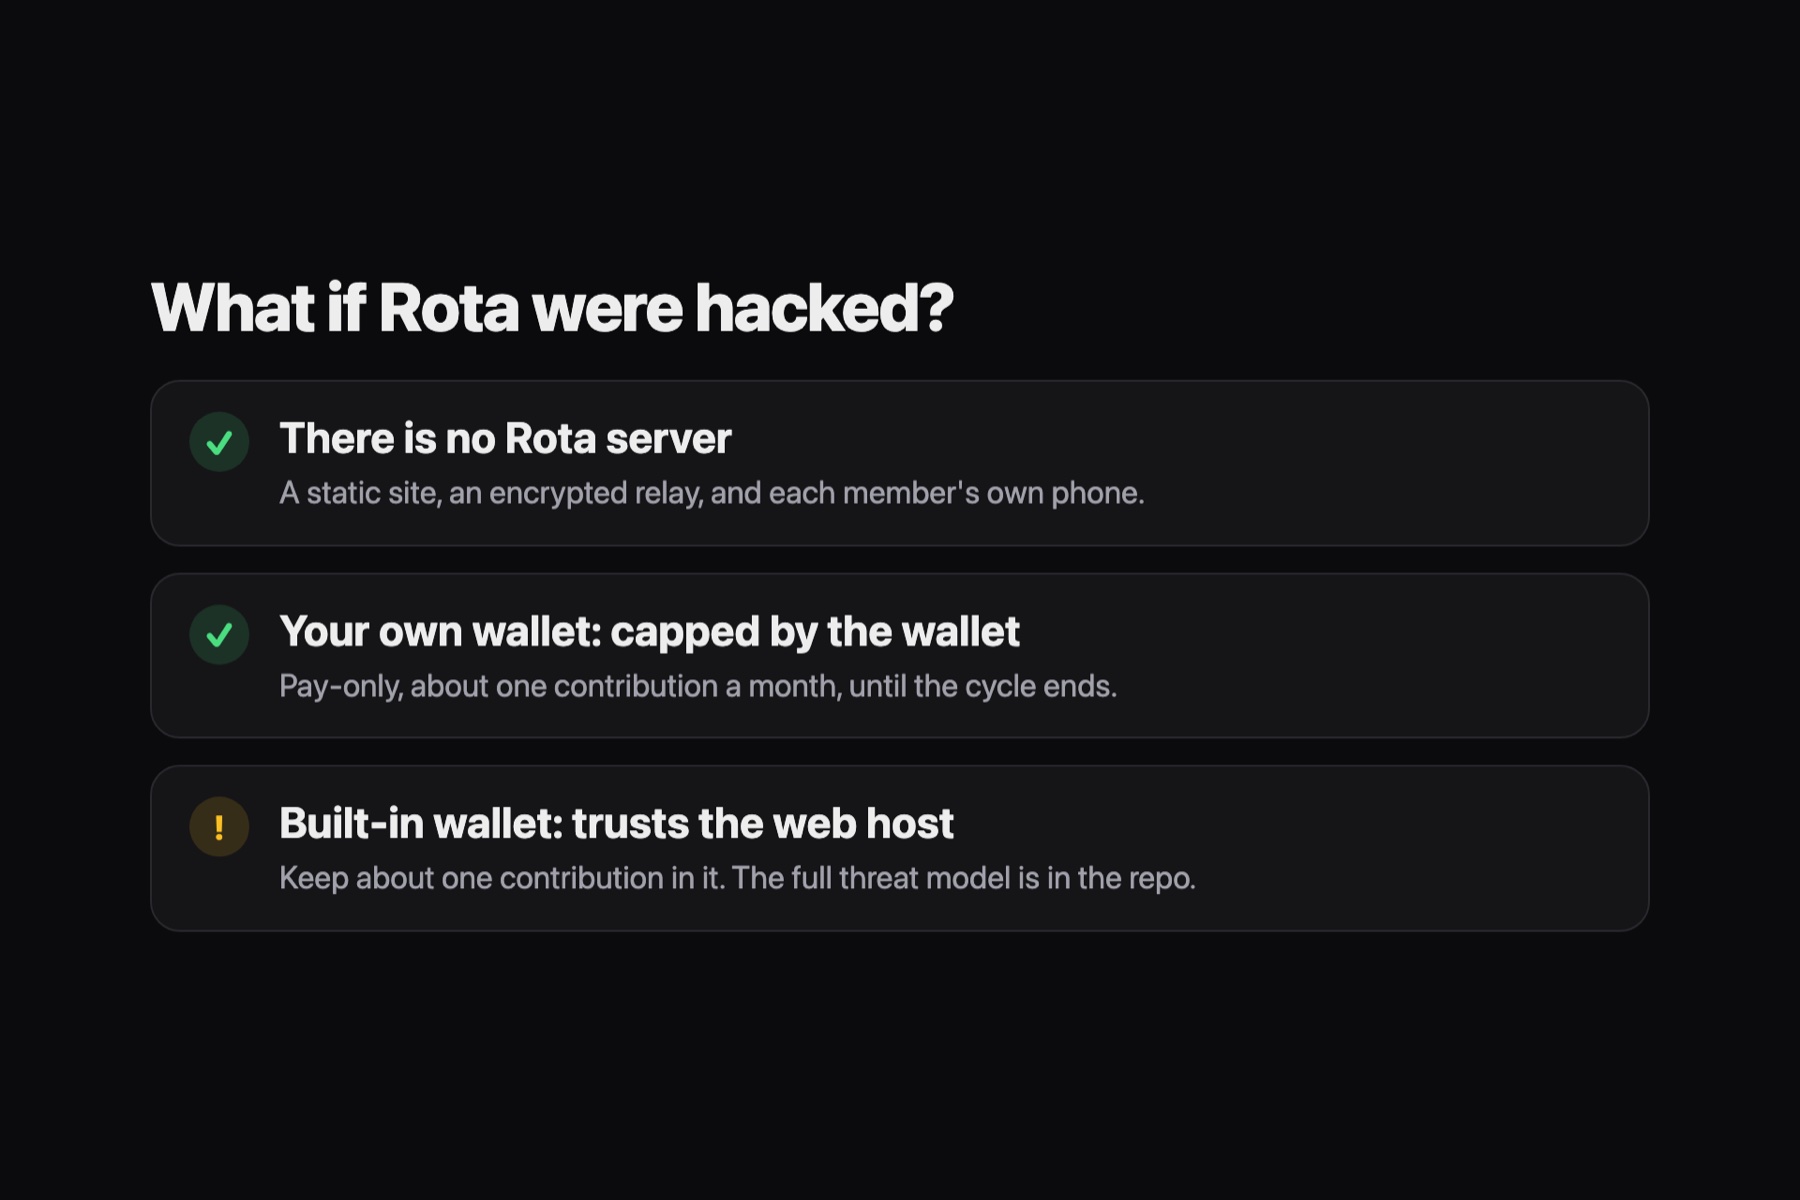 What if Rota were hacked?
There is no Rota server
A static site, an encrypted relay, and each member's own phone.
Your own wallet: capped by the wallet
Pay-only, about one contribution a month, until the cycle ends.
!
Built-in wallet: trusts the web host
Keep about one contribution in it. The full threat model is in the repo.